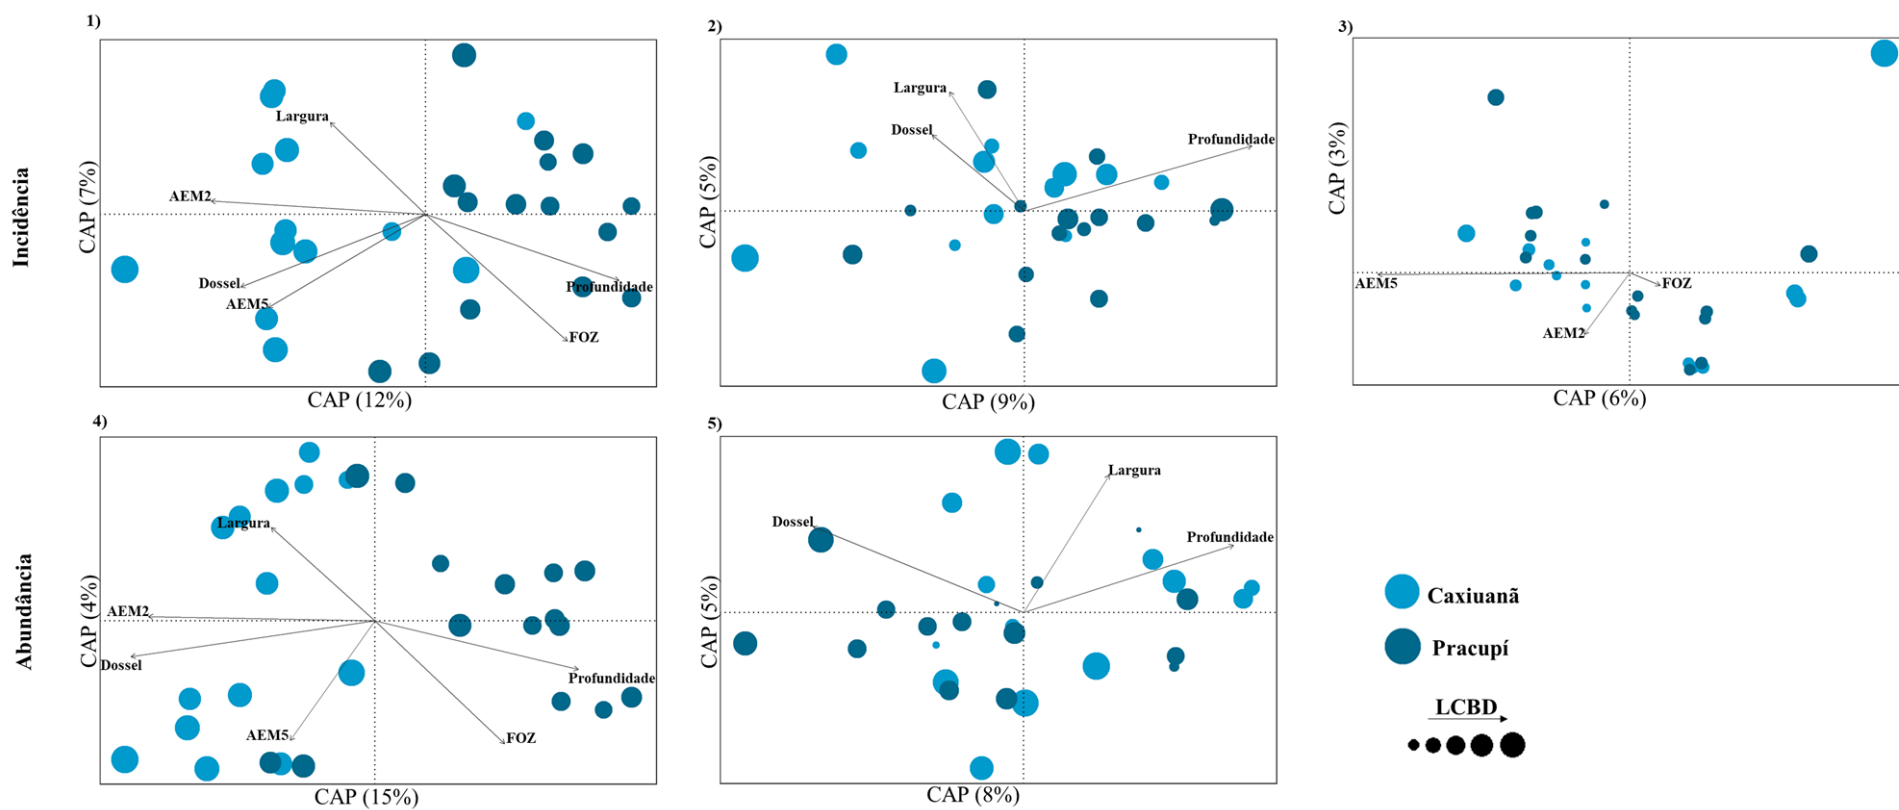 1)
Incidência
CAP (7%)
Largura
AEM2
Dossel
AEM5
Profundidade
FOZ
CAP (12%)
2)
CAP (5%)
Largura
Dossel
Profundidade
CAP (9%)
3)
CAP (3%)
AEM5
FOZ
AEM2
CAP (6%)
4)
Abundância
CAP (4%)
Largura
AEM2
Dossel
Profundidade
AEM5
FOZ
CAP (15%)
5)
CAP (5%)
Largura
Dossel
Profundidade
CAP (8%)
Caxiuanã
Pracupí
LCBD